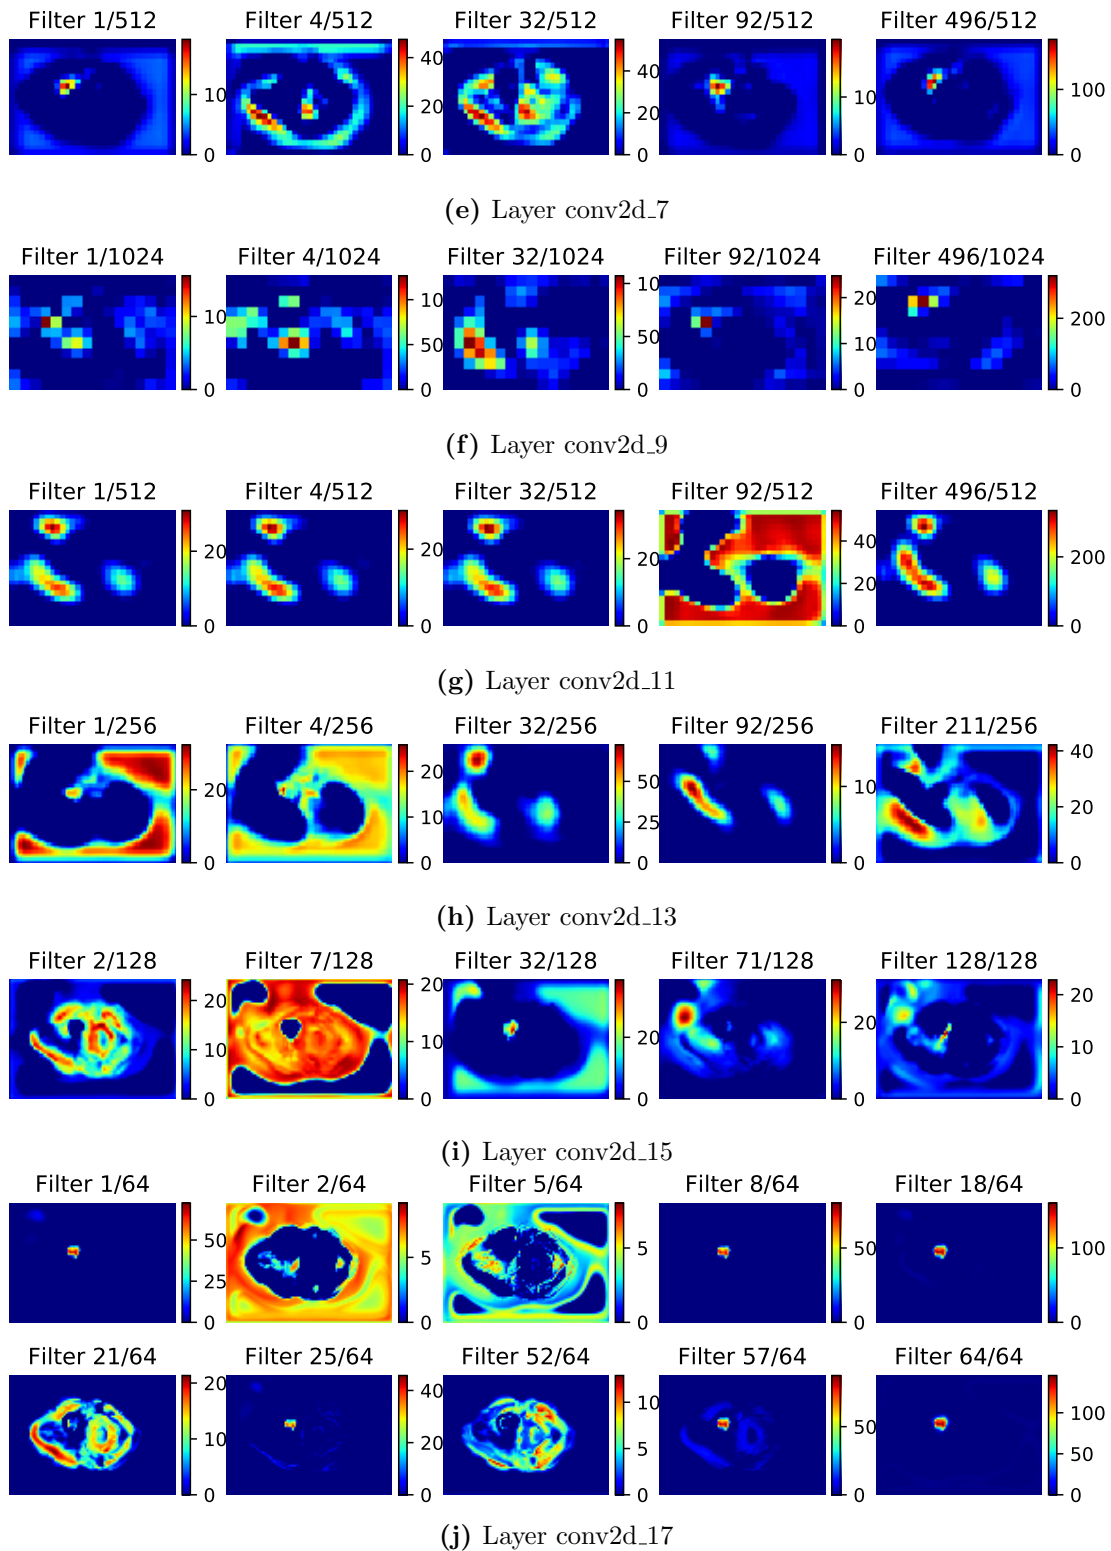 Filter 1/512 Filter 4/512 Filter 32/512 Filter 92/512 Filter 496/512
40 40
10 20 20 10 100
0 0 0 0 0
(e) Layer conv2d_7
Filter 1/1024 Filter 4/1024 Filter 32/1024 Filter 92/1024 Filter 496/1024
10 10 20
10 50 50 10 200
0 0 0 0 0
(f) Layer conv2d_9
Filter 1/512 Filter 4/512 Filter 32/512 Filter 92/512 Filter 496/512
40
20 20 20 20 200
0 0 0 0 0
(g) Layer conv2d_11
Filter 1/256 Filter 4/256 Filter 32/256 Filter 92/256 Filter 211/256
20 40
20 10 50 10 20
25
0 0 0 0 0
(h) Layer conv2d_13
Filter 2/128 Filter 7/128 Filter 32/128 Filter 71/128 Filter 128/128
20 20 20
10 10 20 20 10
0 0 0 0 0
(i) Layer conv2d_15
Filter 1/64 Filter 2/64 Filter 5/64 Filter 8/64 Filter 18/64
50 5 5 50 100
25
0 0 0 0 0
Filter 21/64 Filter 25/64 Filter 52/64 Filter 57/64 Filter 64/64
20 40 100
10 20 10 50 50
0 0 0 0 0
(j) Layer conv2d_17